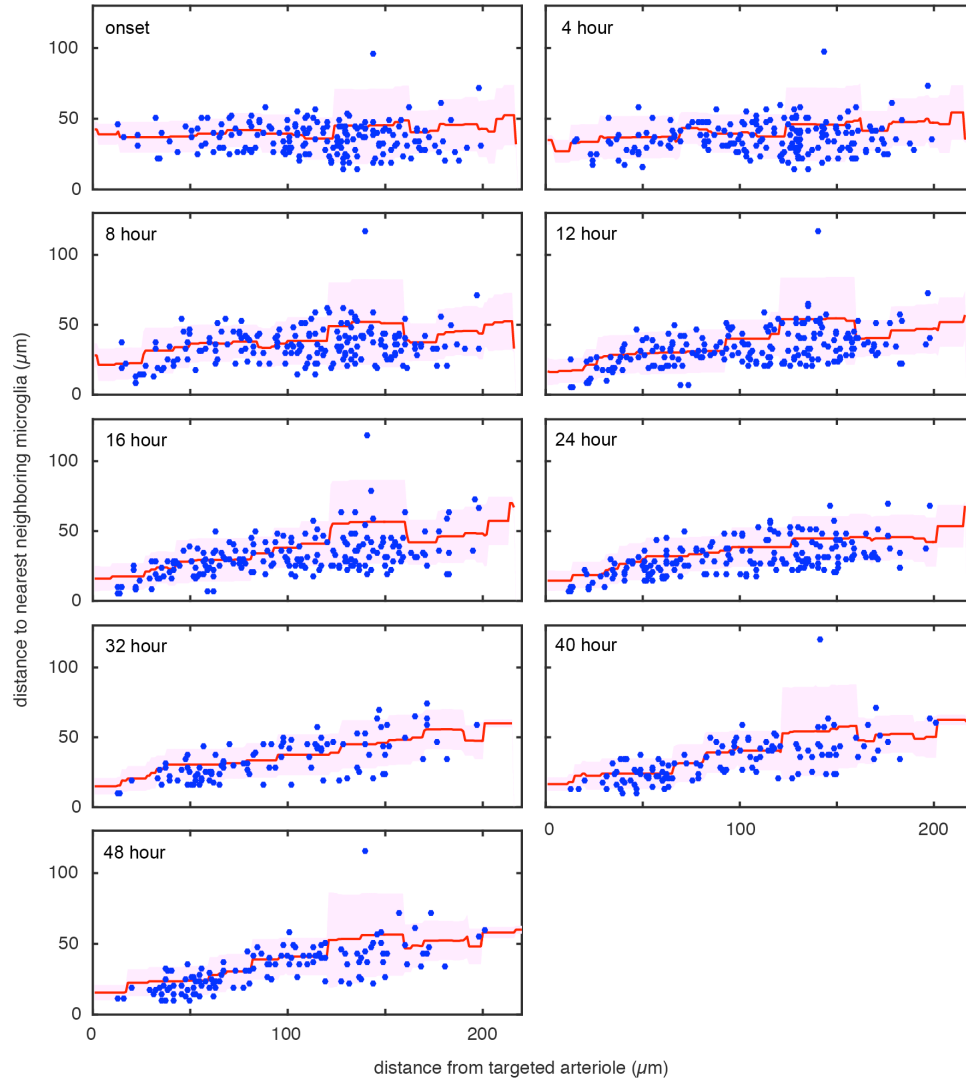 onset
4 hour
100
50
0
8 hour
12 hour
100
50
0
16 hour
24 hour
100
50
0
32 hour
40 hour
100
50
0
0
100
200
48 hour
100
50
0
0
100
200
distance to nearest neighboring microglia (µm)
distance from targeted arteriole (µm)